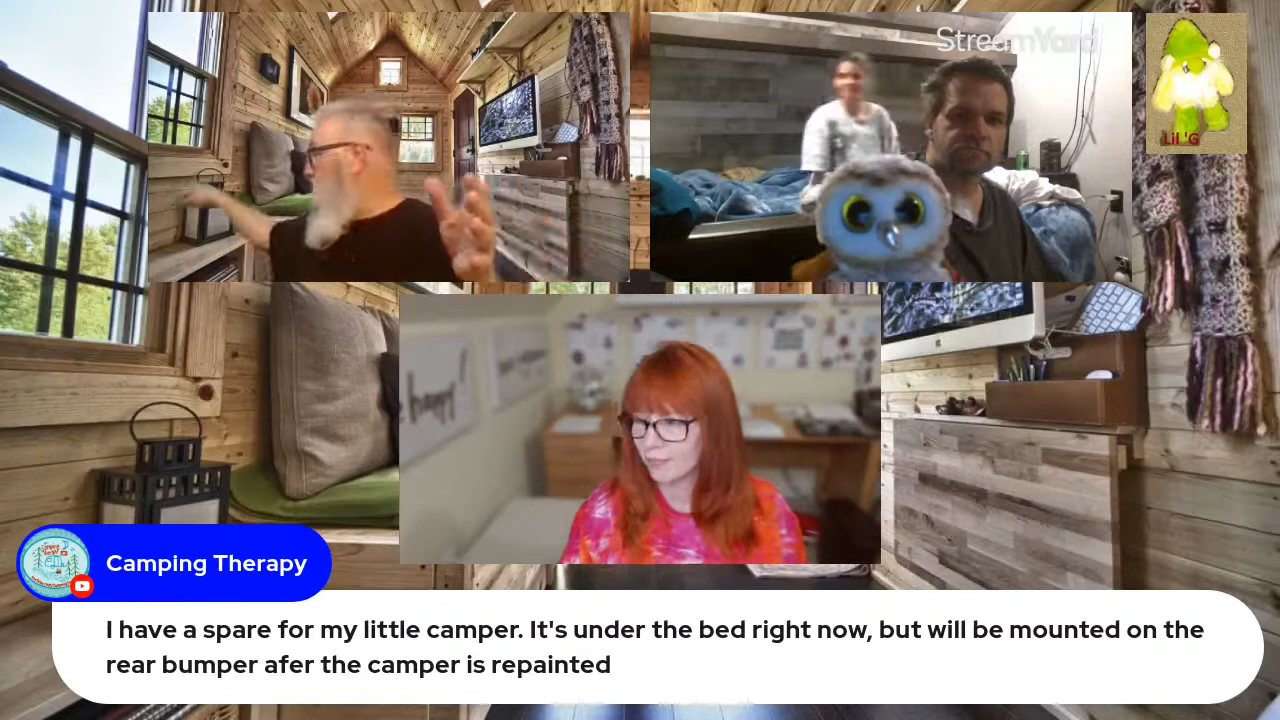 StreamYard
LiL 'G
Camping Therapy
I have a spare for my little camper. It's under the bed right now, but will be mounted on the
rear bumper afer the camper is repainted